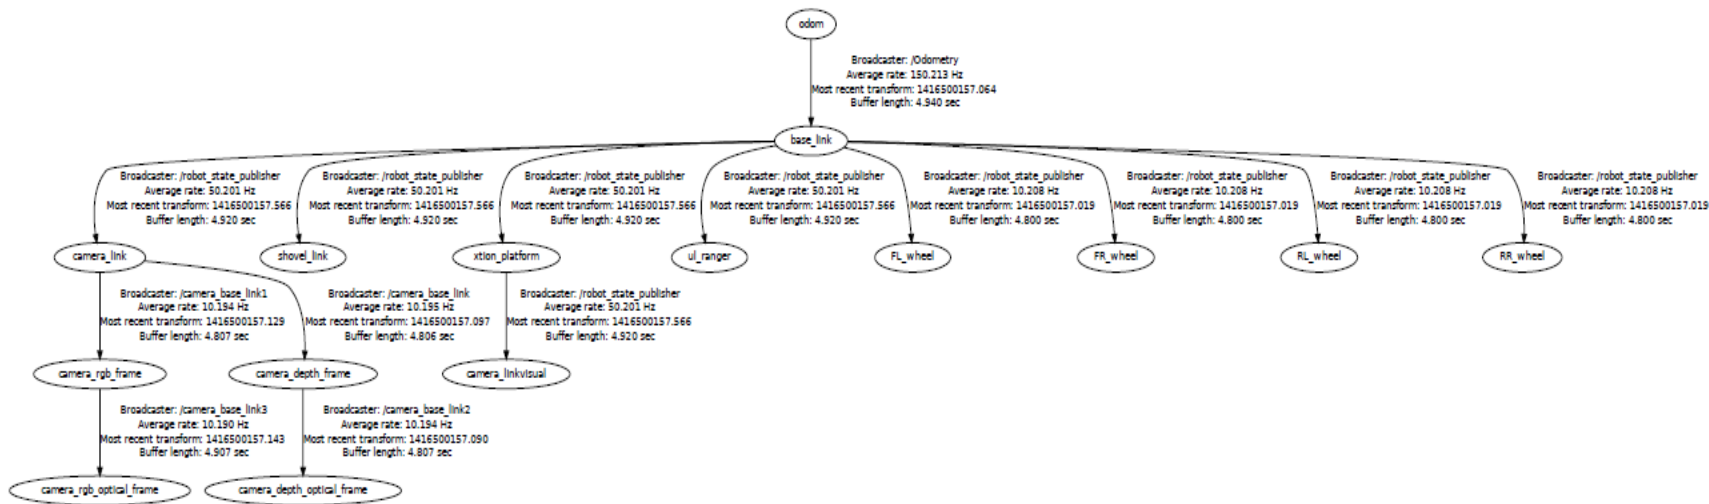 odom
Broadcaster: /Odometry
Average rate: 150.213 Hz
Most recent transform: 1416500157.064
Buffer length: 4.940 sec
base_link
Broadcaster: /robot_state_publisher
Average rate: 50.201 Hz
Most recent transform: 1416500157.566
Buffer length: 4.920 sec
Broadcaster: /robot_state_publisher
Average rate: 50.201 Hz
Most recent transform: 1416500157.566
Buffer length: 4.920 sec
Broadcaster: /robot_state_publisher
Average rate: 50.201 Hz
Most recent transform: 1416500157.566
Buffer length: 4.920 sec
Broadcaster: /robot_state_publisher
Average rate: 50.201 Hz
Most recent transform: 1416500157.566
Buffer length: 4.920 sec
Broadcaster: /robot_state_publisher
Average rate: 10.208 Hz
Most recent transform: 1416500157.019
Buffer length: 4.800 sec
Broadcaster: /robot_state_publisher
Average rate: 10.208 Hz
Most recent transform: 1416500157.019
Buffer length: 4.800 sec
Broadcaster: /robot_state_publisher
Average rate: 10.208 Hz
Most recent transform: 1416500157.019
Buffer length: 4.800 sec
Broadcaster: /robot_state_publisher
Average rate: 10.208 Hz
Most recent transform: 1416500157.019
Buffer length: 4.800 sec
camera_link
shovel_link
xtion_platform
ul_ranger
FL_wheel
FR_wheel
RL_wheel
RR_wheel
Broadcaster: /camera_base_link1
Average rate: 10.194 Hz
Most recent transform: 1416500157.129
Buffer length: 4.807 sec
Broadcaster: /camera_base_link
Average rate: 10.195 Hz
Most recent transform: 1416500157.097
Buffer length: 4.806 sec
Broadcaster: /robot_state_publisher
Average rate: 50.201 Hz
Most recent transform: 1416500157.566
Buffer length: 4.920 sec
camera_rgb_frame
camera_depth_frame
camera_linkvisual
Broadcaster: /camera_base_link3
Average rate: 10.190 Hz
Most recent transform: 1416500157.143
Buffer length: 4.907 sec
Broadcaster: /camera_base_link2
Average rate: 10.194 Hz
Most recent transform: 1416500157.090
Buffer length: 4.807 sec
camera_rgb_optical_frame
camera_depth_optical_frame